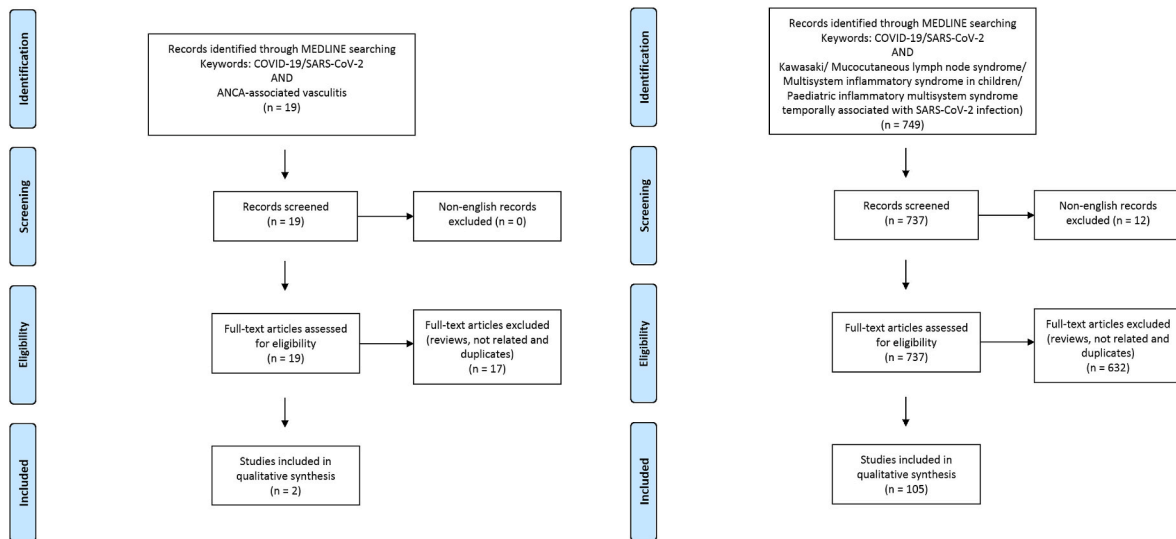 Identification
Records identified through MEDLINE searching
Keywords: COVID-19/SARS-CoV-2
AND
ANCA-associated vasculitis
(n = 19)
Screening
Records screened
(n = 19)
Non-english records
excluded (n = 0)
Eligibility
Full-text articles assessed
for eligibility
(n = 19)
Full-text articles excluded
(reviews, not related and
duplicates)
(n = 17)
Included
Studies included in
qualitative synthesis
(n = 2)
Identification
Records identified through MEDLINE searching
Keywords: COVID-19/SARS-CoV-2
AND
Kawasaki/ Mucocutaneous lymph node syndrome/
Multisystem inflammatory syndrome in children/
Paediatric inflammatory multisystem syndrome
temporally associated with SARS-CoV-2 infection)
(n = 749)
Screening
Records screened
(n = 737)
Non-english records
excluded (n = 12)
Eligibility
Full-text articles assessed
for eligibility
(n = 737)
Full-text articles excluded
(reviews, not related and
duplicates)
(n = 632)
Included
Studies included in
qualitative synthesis
(n = 105)